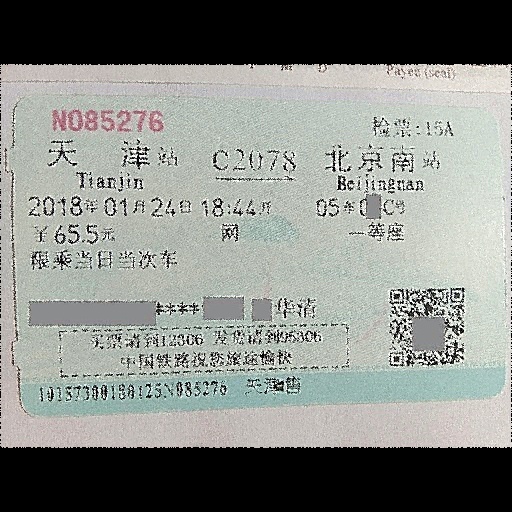 Payee (seal)
N085276 检票:15A
天津站 C2078 北京南站
Tianjin Beijingnan
2018年01月24日18:44开 05车0 C号
￥65.5元 网 一等座
限乘当日当次车
**** 华清
买票请到12306 发货请到95306
中国铁路祝您旅途愉快
10157300180125N085276 天津售